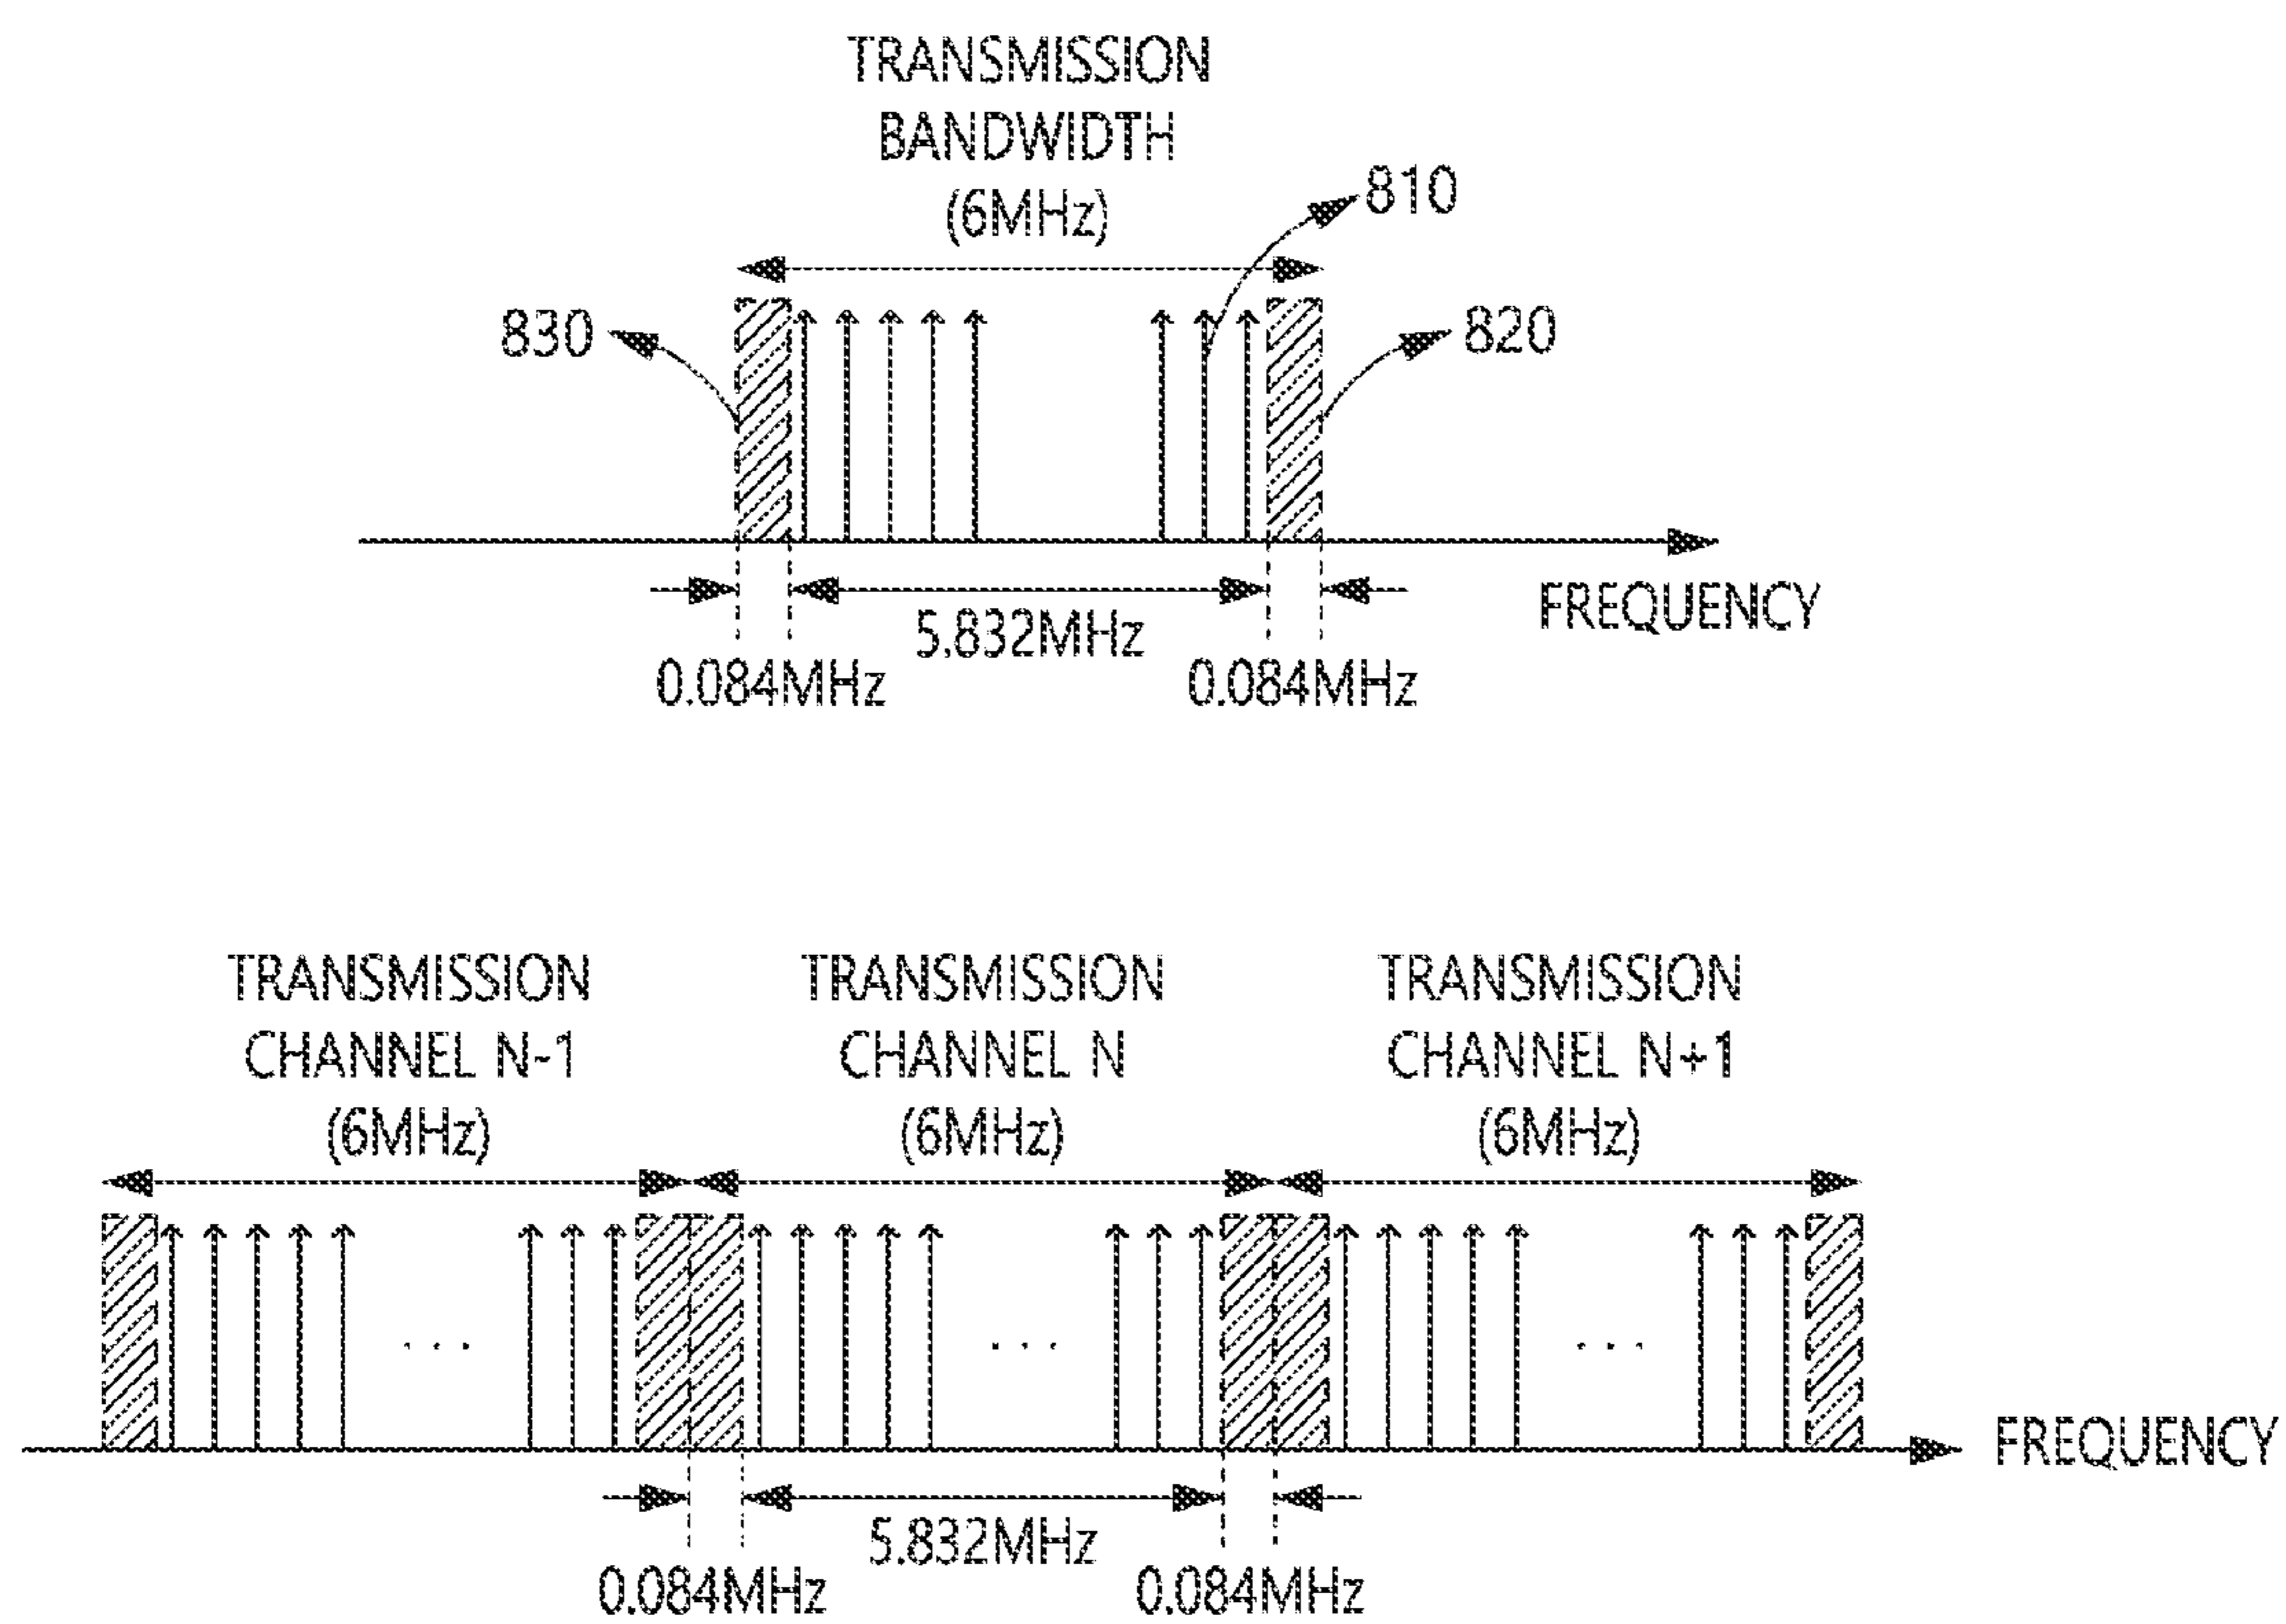 TRANSMISSION
BANDWIDTH
(6MHz)
810
830
820
FREQUENCY
5.832MHz
0.084MHz
0.084MHz
TRANSMISSION
CHANNEL N-1
(6MHz)
TRANSMISSION
CHANNEL N
(6MHz)
TRANSMISSION
CHANNEL N+1
(6MHz)
. . .
. . .
. . .
FREQUENCY
5.832MHz
0.084MHz
0.084MHz